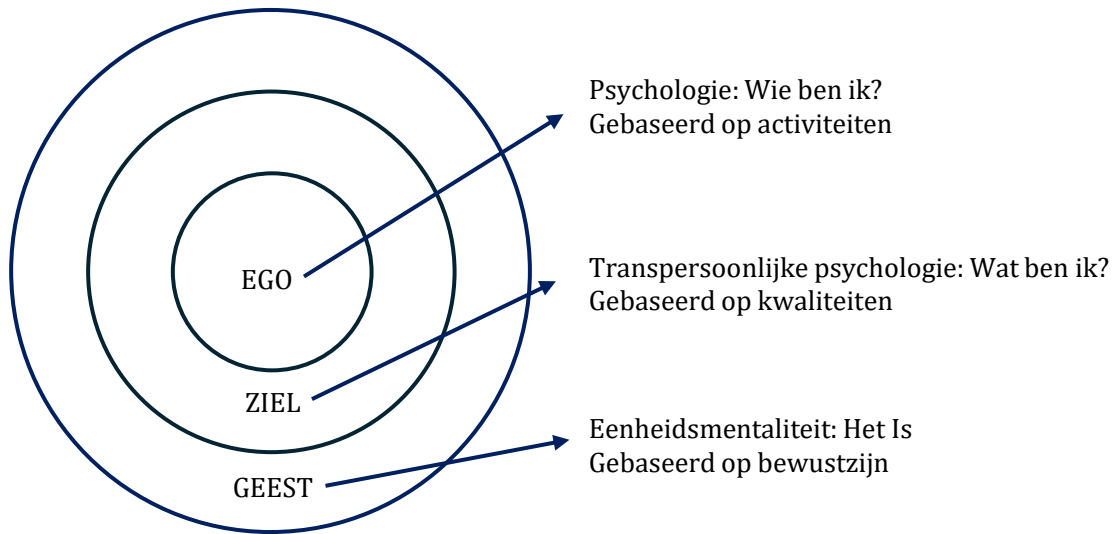 Psychologie: Wie ben ik?
Gebaseerd op activiteiten
EGO
Transpersoonlijke psychologie: Wat ben ik?
Gebaseerd op kwaliteiten
ZIEL
Eenheidsmentaliteit: Het Is
Gebaseerd op bewustzijn
GEEST